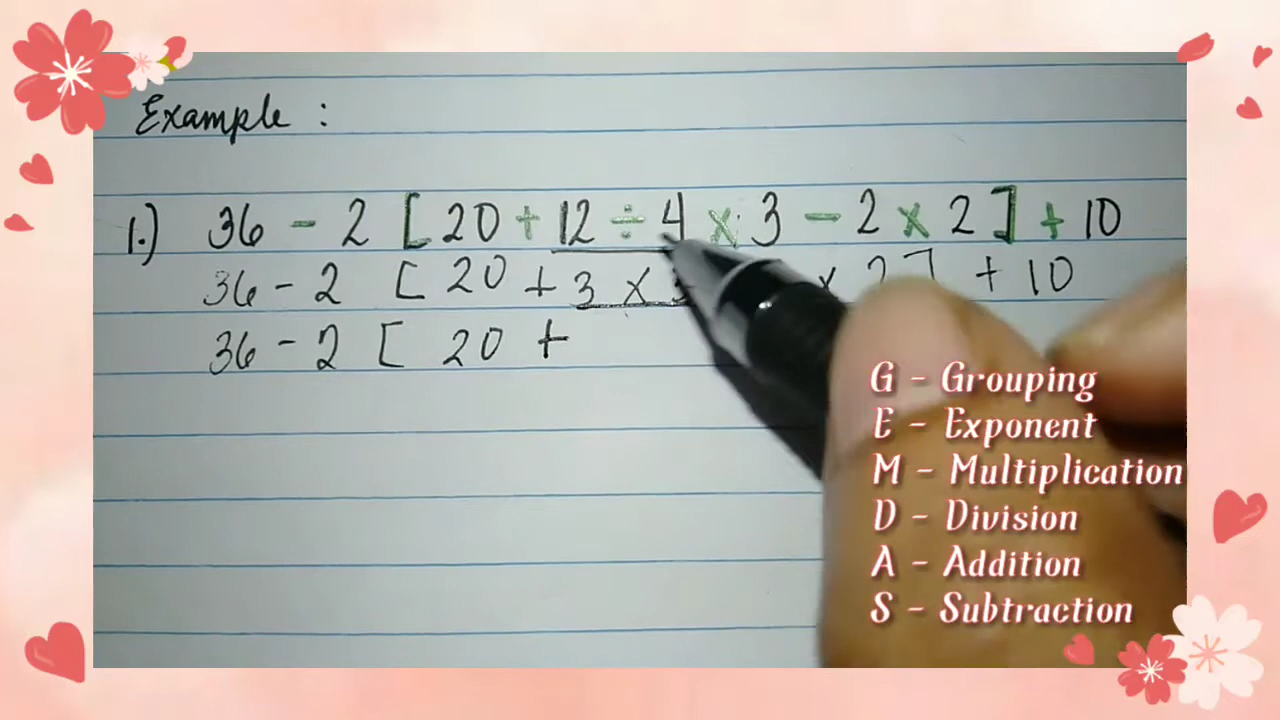 Example :
1.) 36 - 2 [ 20 + 12 ÷ 4 x 3 - 2 x 2 ] + 10
36 - 2 [ 20 + 3 x x 2 ] + 10
36 - 2 [ 20 +
G - Grouping
E - Exponent
M - Multiplication
D - Division
A - Addition
S - Subtraction